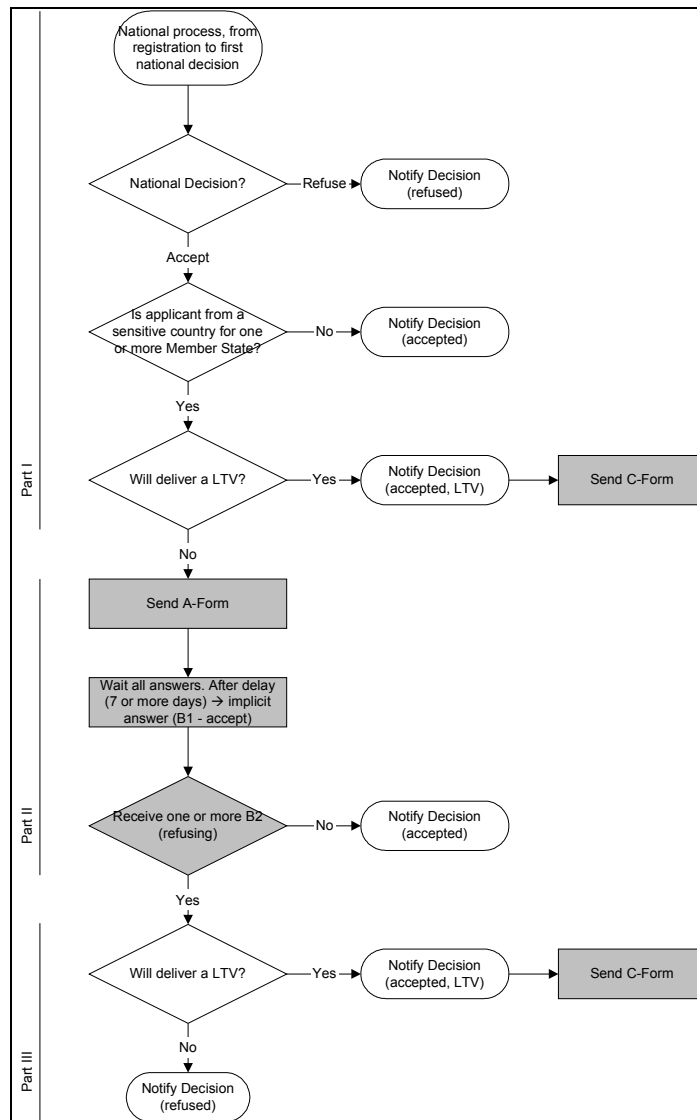 National process, from
registration to first
national decision
National Decision?
Refuse
Notify Decision
(refused)
Accept
Is applicant from a
sensitive country for one
or more Member State?
No
Notify Decision
(accepted)
Yes
Part I
Will deliver a LTV?
Yes
Notify Decision
(accepted, LTV)
Send C-Form
No
Send A-Form
Wait all answers. After delay
(7 or more days) → implicit
answer (B1 - accept)
Part II
Receive one or more B2
(refusing)
No
Notify Decision
(accepted)
Yes
Will deliver a LTV?
Yes
Notify Decision
(accepted, LTV)
Send C-Form
No
Part III
Notify Decision
(refused)